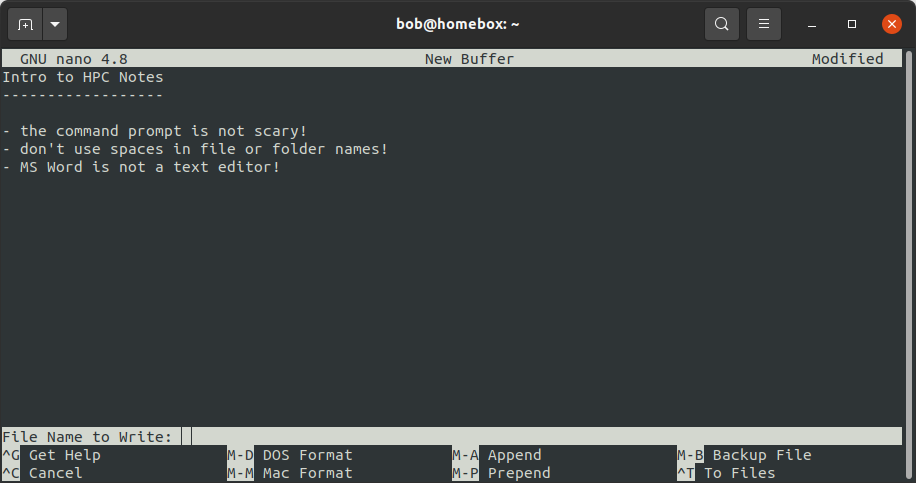 bob@homebox: ~
GNU nano 4.8 New Buffer Modified
Intro to HPC Notes
------------------
- the command prompt is not scary!
- don't use spaces in file or folder names!
- MS Word is not a text editor!
File Name to Write:
^G Get Help M-D DOS Format M-A Append M-B Backup File
^C Cancel M-M Mac Format M-P Prepend ^T To Files